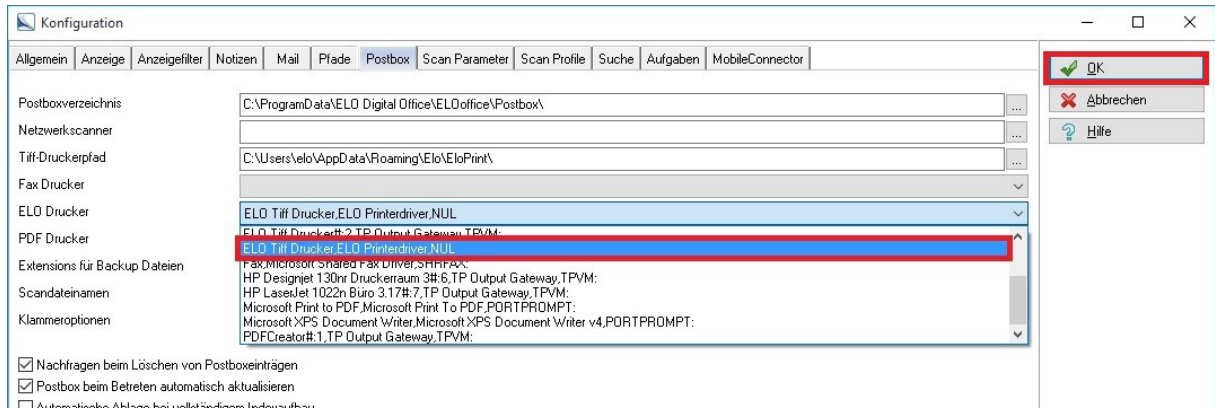 Konfiguration
Allgemein Anzeige Anzeigefilter Notizen Mail Pfade Postbox Scan Parameter Scan Profile Suche Aufgaben MobileConnector
OK
Postboxverzeichnis C:\ProgramData\ELO Digital Office\ELOoffice\Postbox\ ...
Abbrechen
Netzwerkscanner ...
Hilfe
Tiff-Druckerpfad C:\Users\elo\AppData\Roaming\Elo\EloPrint\ ...
Fax Drucker
ELO Drucker ELO Tiff Drucker,ELO Printerdriver,NUL
ELO Tiff Drucker#:2,TP Output Gateway,TPVM:
PDF Drucker
ELO Tiff Drucker,ELO Printerdriver,NUL
Fax,Microsoft Shared Fax Driver,SHRFAX:
Extensions für Backup Dateien
HP Designjet 130nr Druckerraum 3#:6,TP Output Gateway,TPVM:
HP LaserJet 1022n Büro 3.17#:7,TP Output Gateway,TPVM:
Scandateinamen
Microsoft Print to PDF,Microsoft Print To PDF,PORTPROMPT:
Microsoft XPS Document Writer,Microsoft XPS Document Writer v4,PORTPROMPT:
Klammeroptionen
PDFCreator#:1,TP Output Gateway,TPVM:
Nachfragen beim Löschen von Postboxeinträgen
Postbox beim Betreten automatisch aktualisieren
Automatische Ablage bei vollständigem Indexaufbau